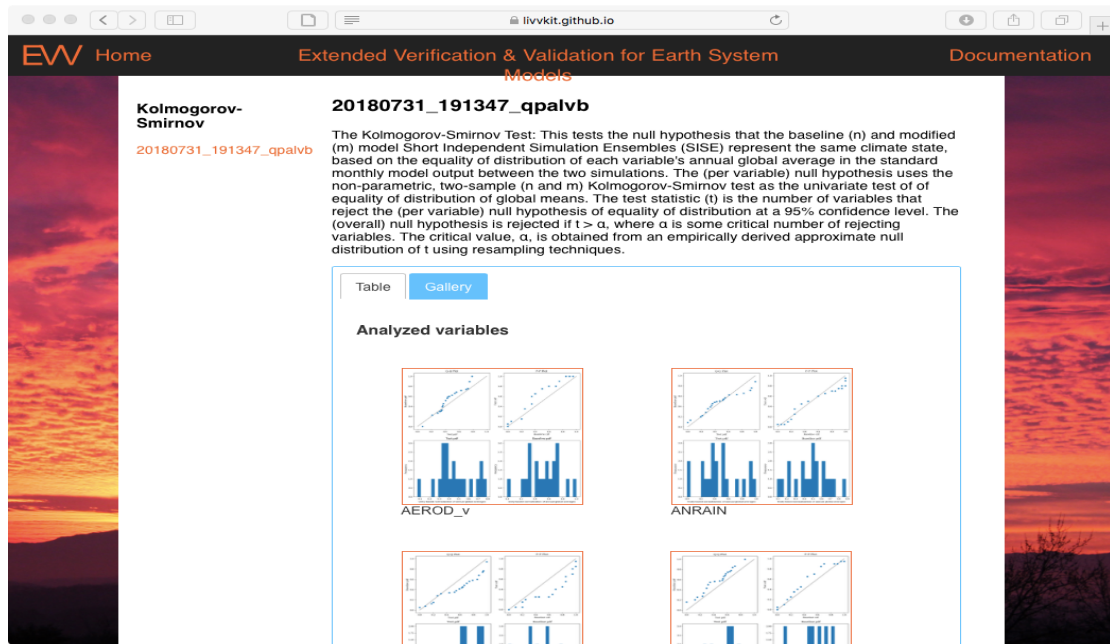 livvkit.github.io
EVV Home
Extended Verification & Validation for Earth System
Models
Documentation
Kolmogorov-
Smirnov
20180731_191347_qpalvb
20180731_191347_qpalvb
The Kolmogorov-Smirnov Test: This tests the null hypothesis that the baseline (n) and modified
(m) model Short Independent Simulation Ensembles (SISE) represent the same climate state,
based on the equality of distribution of each variable's annual global average in the standard
monthly model output between the two simulations. The (per variable) null hypothesis uses the
non-parametric, two-sample (n and m) Kolmogorov-Smirnov test as the univariate test of of
equality of distribution of global means. The test statistic (t) is the number of variables that
reject the (per variable) null hypothesis of equality of distribution at a 95% confidence level. The
(overall) null hypothesis is rejected if t > α, where α is some critical number of rejecting
variables. The critical value, α, is obtained from an empirically derived approximate null
distribution of t using resampling techniques.
Table
Gallery
Analyzed variables
AEROD_v
ANRAIN